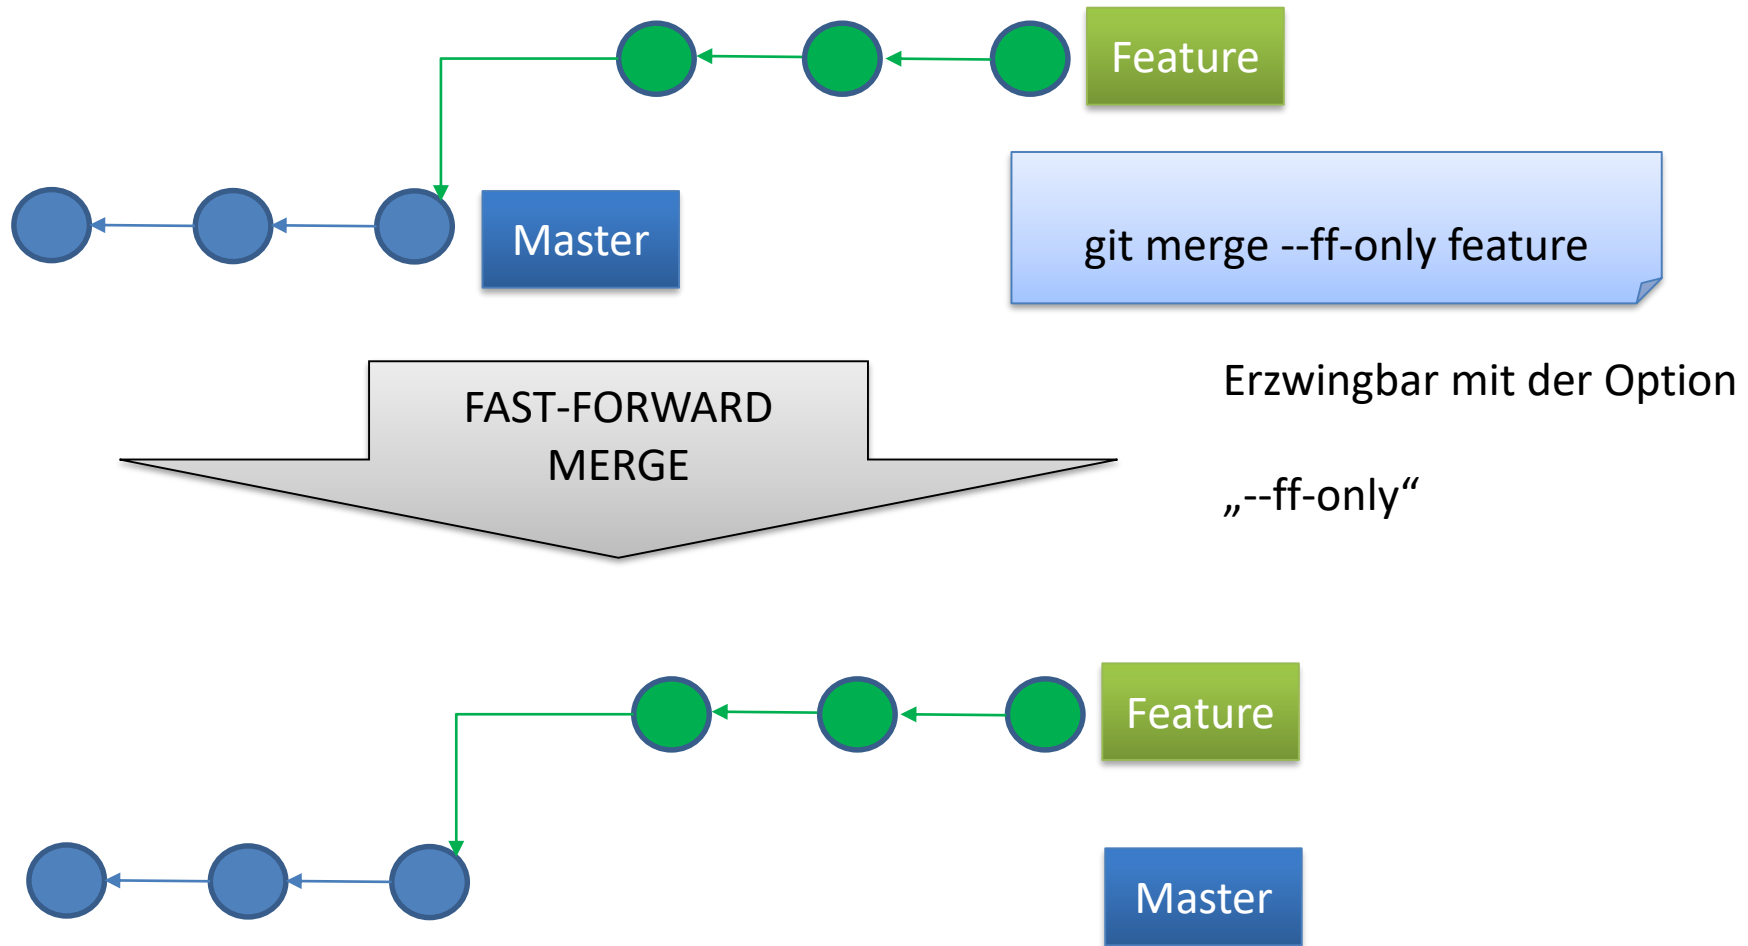 Feature
Master
git merge --ff-only feature
FAST-FORWARD
MERGE
Erzwingbar mit der Option
„--ff-only“
Feature
Master